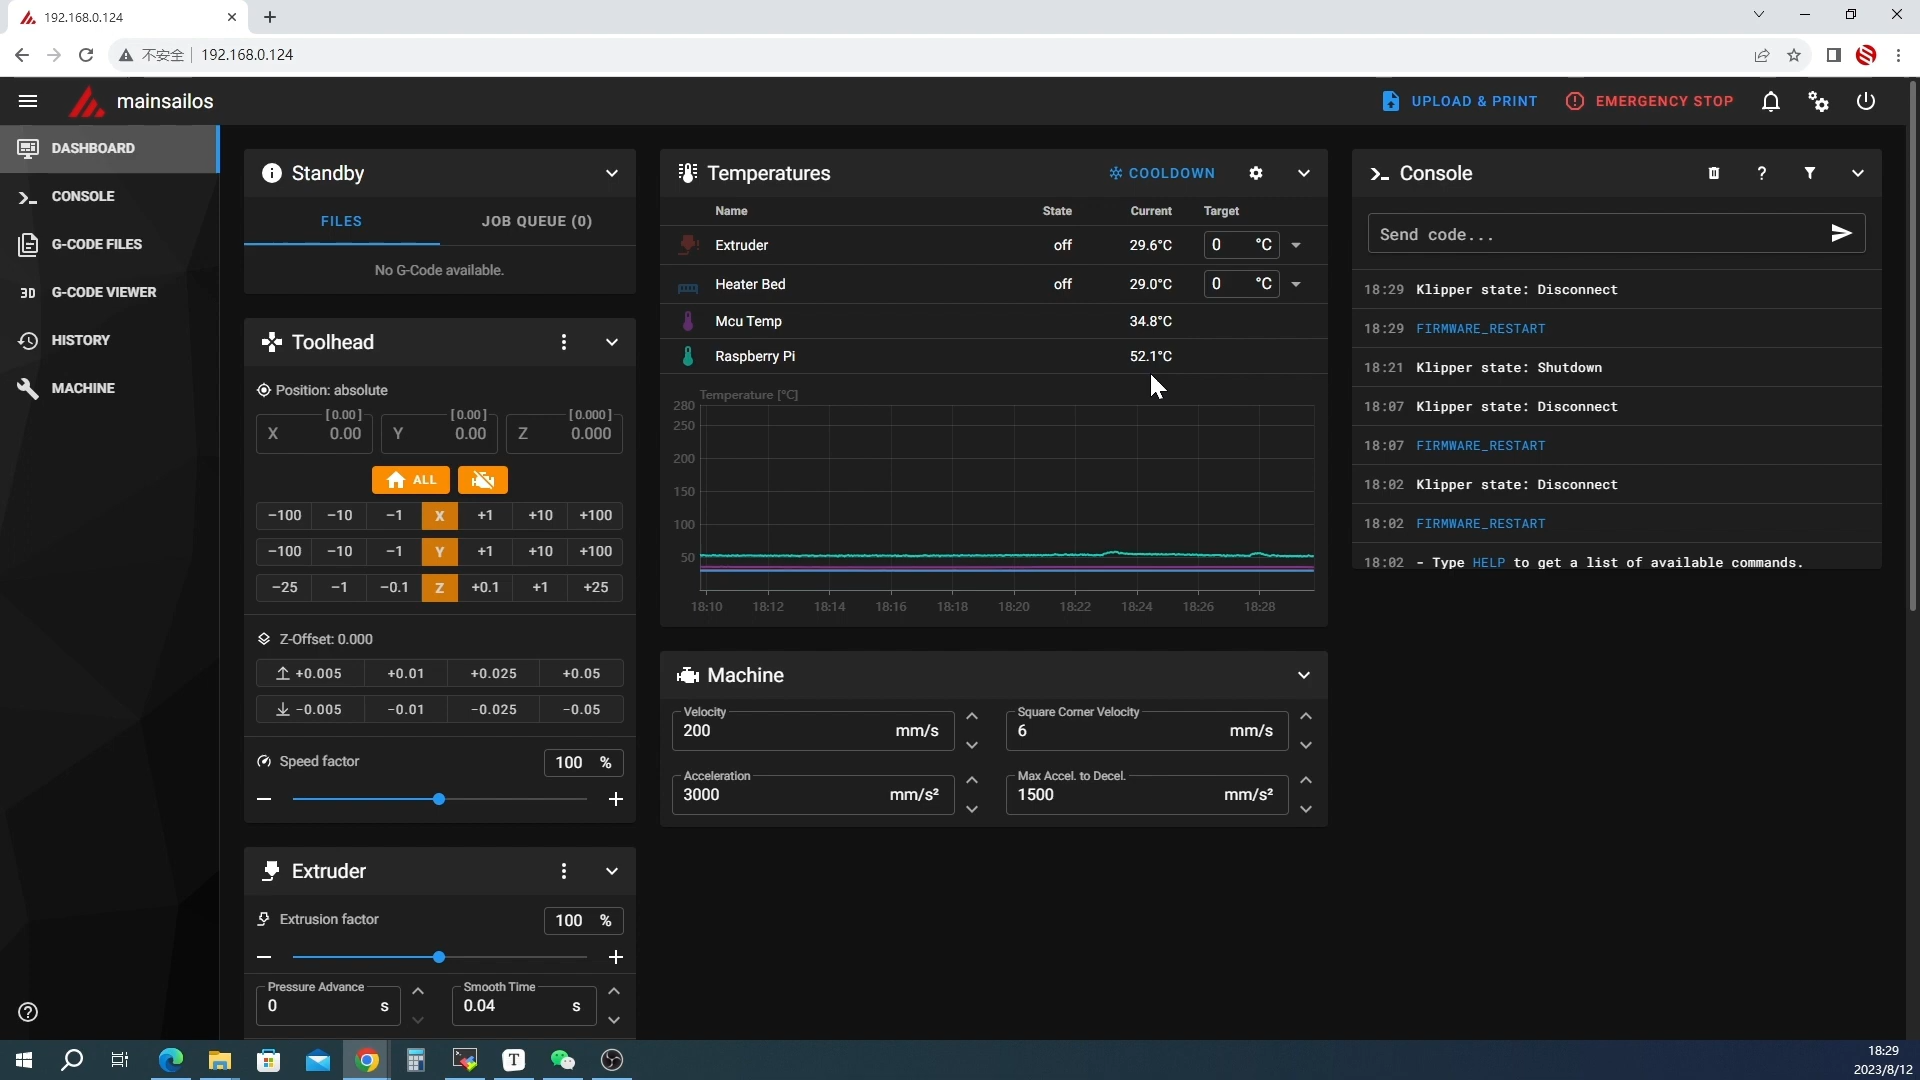 192.168.0.124
不安全
192.168.0.124
mainsailos
UPLOAD & PRINT
EMERGENCY STOP
DASHBOARD
CONSOLE
G-CODE FILES
3D G-CODE VIEWER
HISTORY
MACHINE
Standby
FILES
JOB QUEUE (0)
No G-Code available.
Toolhead
Position: absolute
[0.00] [0.00] [0.000]
X 0.00 Y 0.00 Z 0.000
ALL
-100 -10 -1 X +1 +10 +100
-100 -10 -1 Y +1 +10 +100
-25 -1 -0.1 Z +0.1 +1 +25
Z-Offset: 0.000
+0.005 +0.01 +0.025 +0.05
-0.005 -0.01 -0.025 -0.05
Speed factor 100 %
Extruder
Extrusion factor 100 %
Pressure Advance
0 s
Smooth Time
0.04 s
Temperatures
COOLDOWN
Name State Current Target
Extruder off 29.6°C 0 °C
Heater Bed off 29.0°C 0 °C
Mcu Temp 34.8°C
Raspberry Pi 52.1°C
Temperature [°C]
280
250
200
150
100
50
18:10 18:12 18:14 18:16 18:18 18:20 18:22 18:24 18:26 18:28
Machine
Velocity
200 mm/s
Square Corner Velocity
6 mm/s
Acceleration
3000 mm/s²
Max Accel. to Decel.
1500 mm/s²
Console
Send code...
18:29 Klipper state: Disconnect
18:29 FIRMWARE_RESTART
18:21 Klipper state: Shutdown
18:07 Klipper state: Disconnect
18:07 FIRMWARE_RESTART
18:02 Klipper state: Disconnect
18:02 FIRMWARE_RESTART
18:02 - Type HELP to get a list of available commands.
T
18:29
2023/8/12